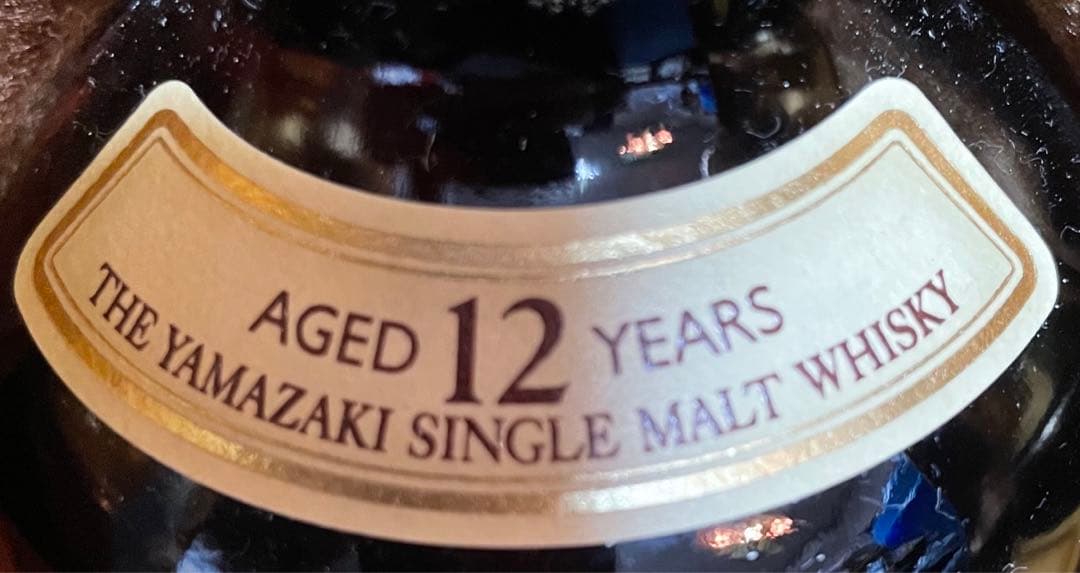 AGED 12 YEARS
THE YAMAZAKI SINGLE MALT WHISKY